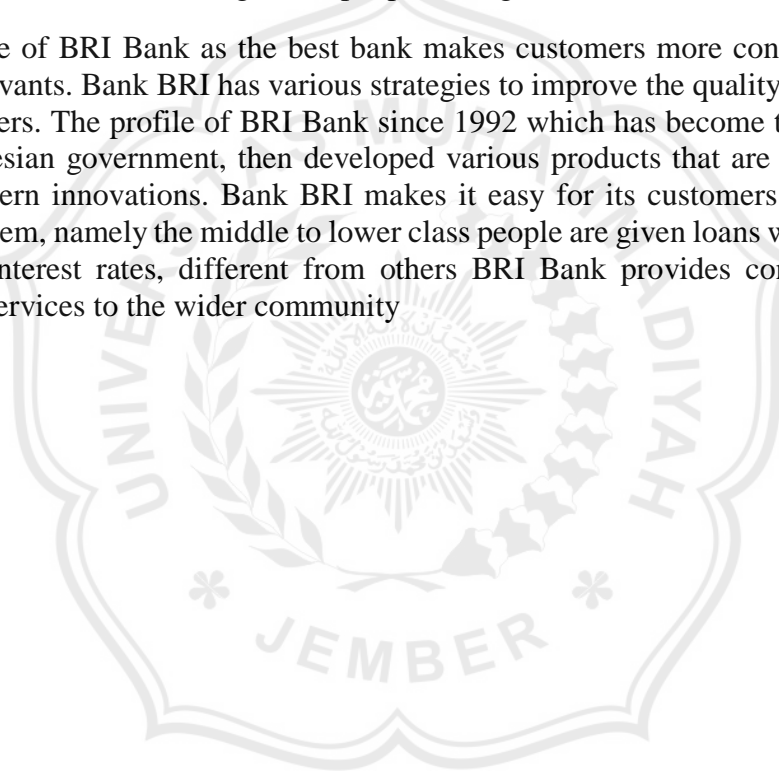 e of BRI Bank as the best bank makes customers more con
vants. Bank BRI has various strategies to improve the quality
ers. The profile of BRI Bank since 1992 which has become t
esian government, then developed various products that are
ern innovations. Bank BRI makes it easy for its customers
em, namely the middle to lower class people are given loans w
nterest rates, different from others BRI Bank provides con
ervices to the wider community
UNIVERSITAS MUHAMMADIYAH
JEMBER